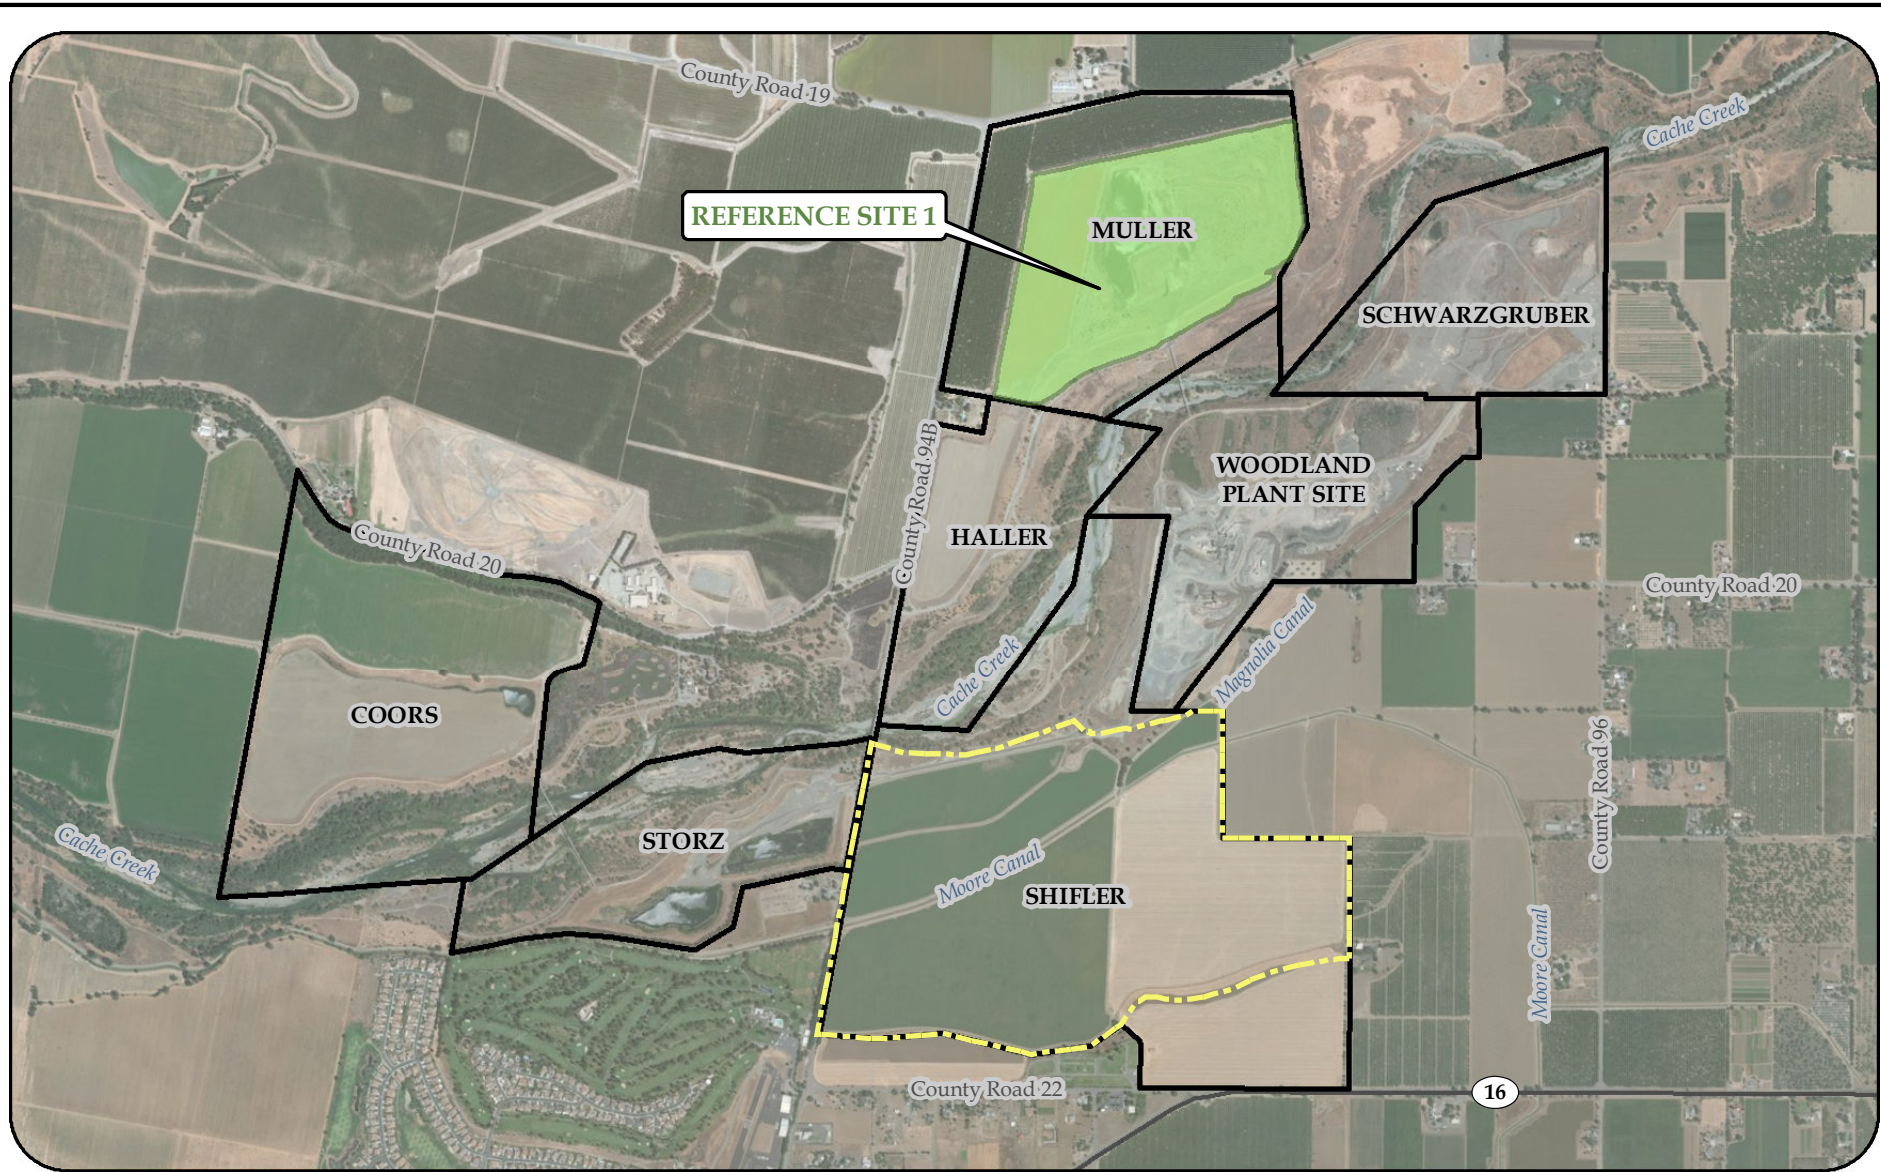 County Road 19
Cache Creek
REFERENCE SITE 1
MULLER
SCHWARZGRUBER
County Road 94B
WOODLAND
PLANT SITE
HALLER
County Road 20
County Road 20
Magnolia Canal
Cache Creek
COORS
County Road 96
STORZ
Cache Creek
Moore Canal
SHIFLER
Moore Canal
County Road 22
16